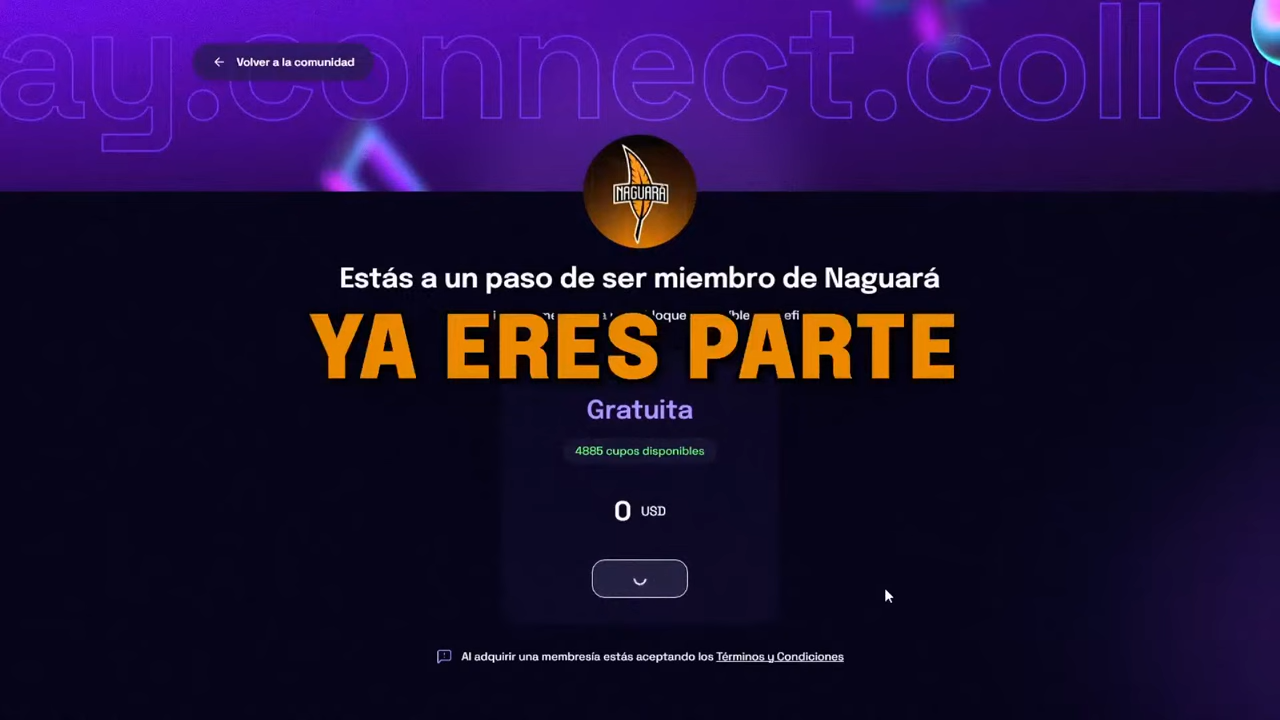 ay.connect.collec
← Volver a la comunidad
NAGUARÁ
Estás a un paso de ser miembro de Naguará
YA ERES PARTE
Gratuita
4885 cupos disponibles
0 USD
Al adquirir una membresía estás aceptando los Términos y Condiciones